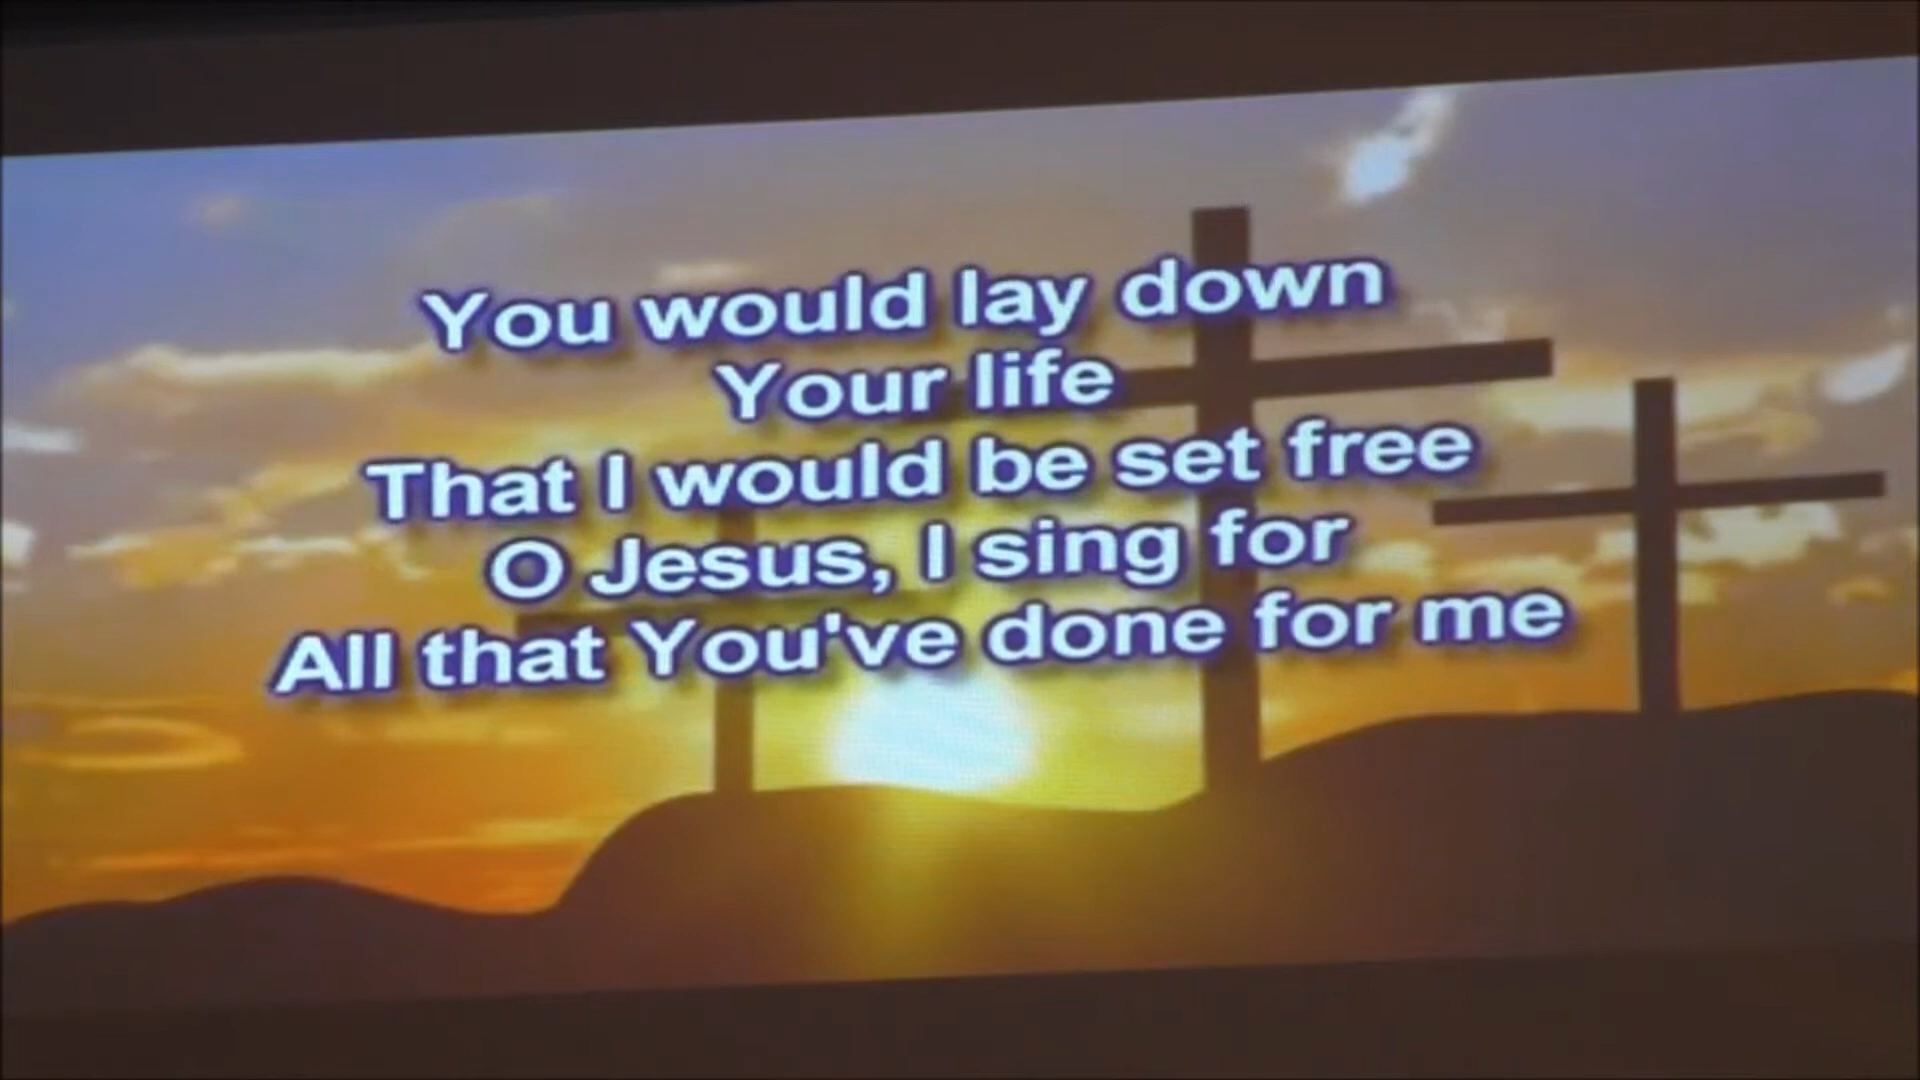 You would lay down
Your life
That I would be set free
O Jesus, I sing for
All that You've done for me